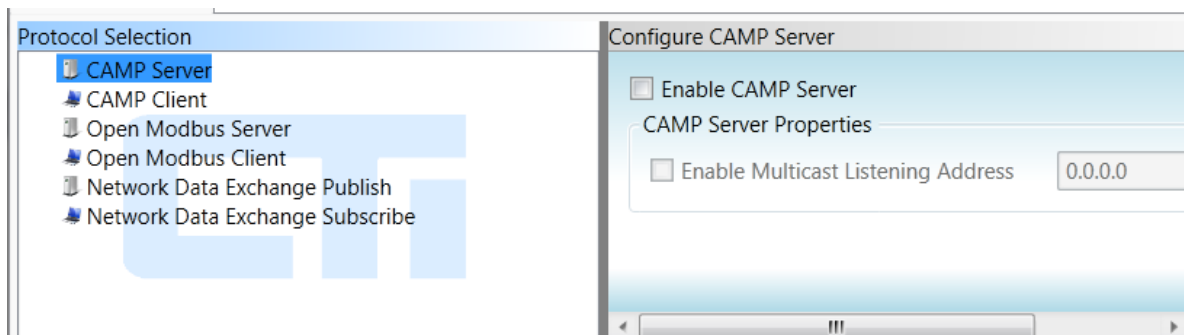 Protocol Selection
CAMP Server
CAMP Client
Open Modbus Server
Open Modbus Client
Network Data Exchange Publish
Network Data Exchange Subscribe
CTi
Configure CAMP Server
Enable CAMP Server
CAMP Server Properties
Enable Multicast Listening Address
0.0.0.0